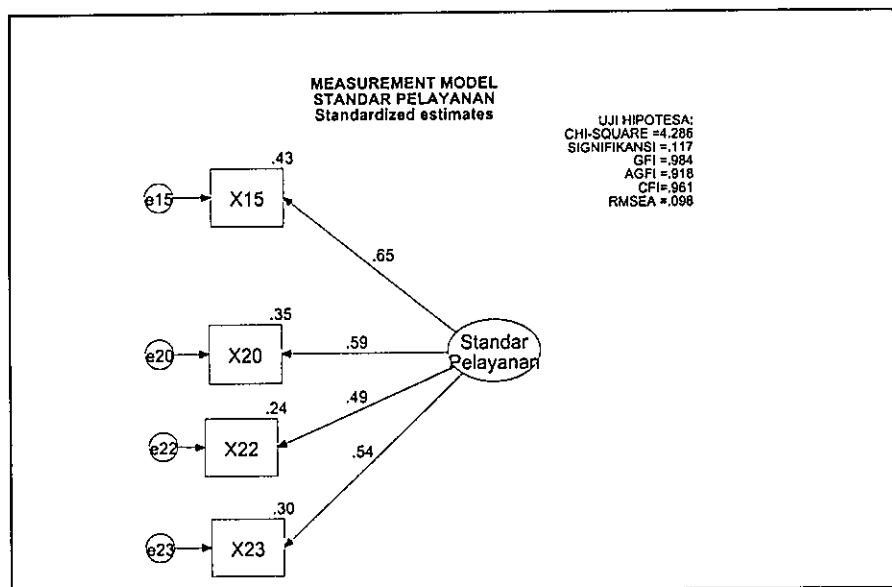 MEASUREMENT MODEL
STANDAR PELAYANAN
Standardized estimates
UJI HIPOTESA:
CHI-SQUARE =4.286
SIGNIFIKANSI =.117
GFI =.984
AGFI =.918
CFI=.961
RMSEA =.098
.43
e15
X15
.65
.35
e20
X20
.59
Standar
Pelayanan
.24
.49
e22
X22
.54
.30
e23
X23